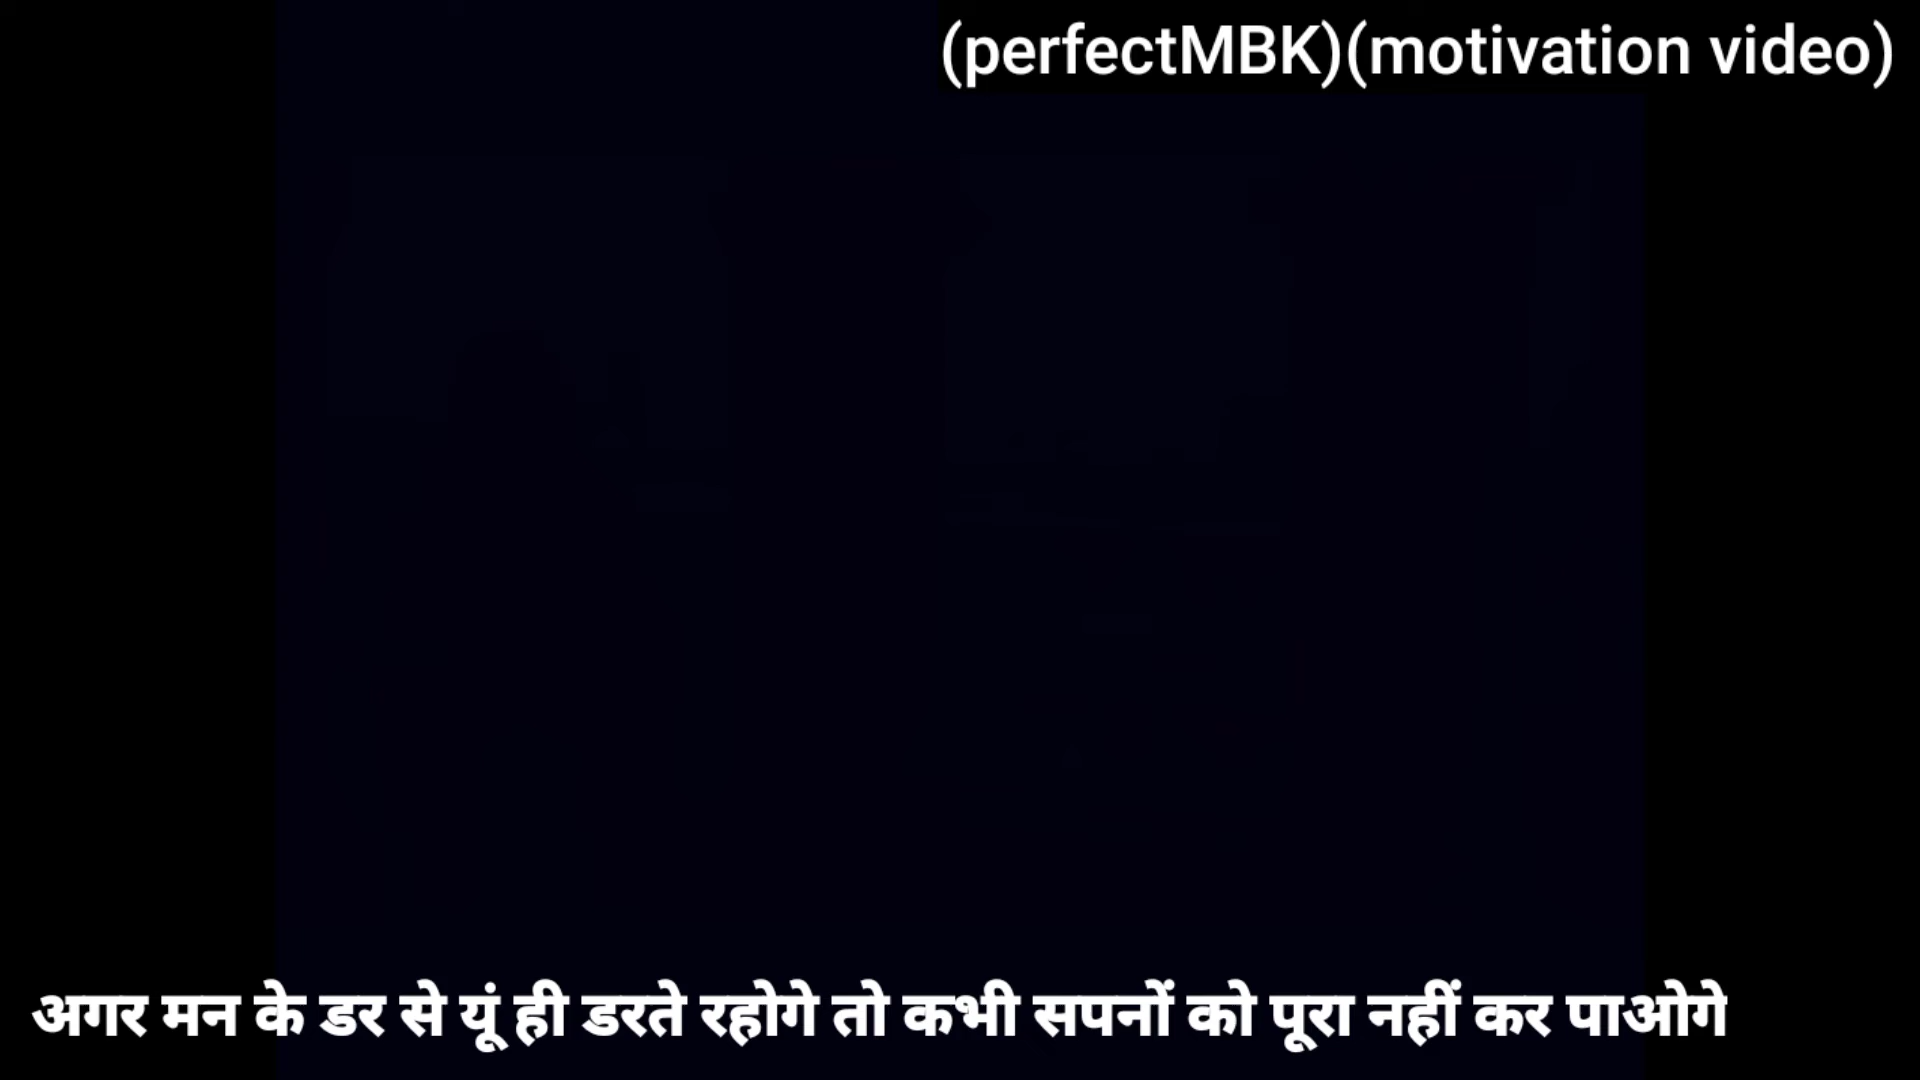 (perfectMBK)(motivation video)
अगर मन के डर से यूं ही डरते रहोगे तो कभी सपनों को पूरा नहीं कर पाओगे